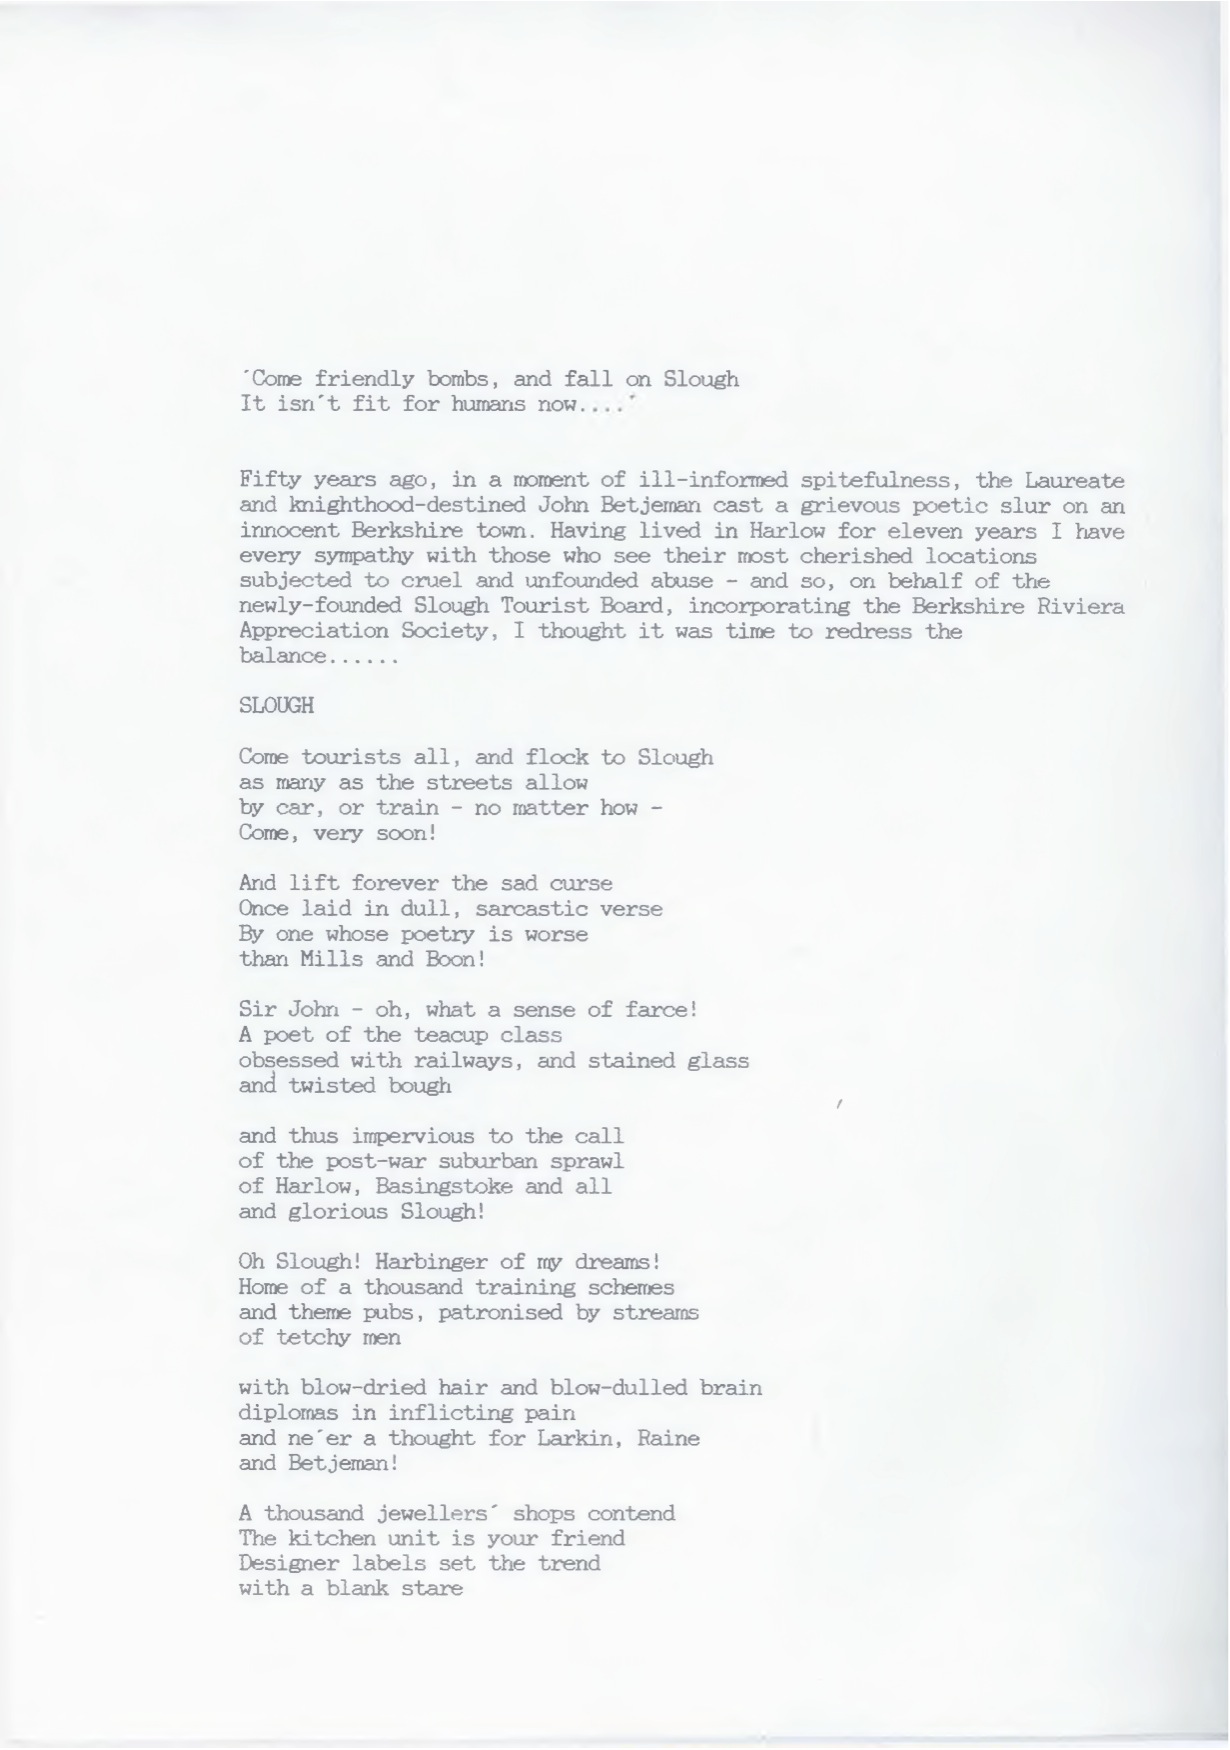 ´Come friendly bombs, and fall on Slough
It isn´t fit for humans now....´
Fifty years ago, in a moment of ill-informed spitefulness, the Laureate
and knighthood-destined John Betjeman cast a grievous poetic slur on an
innocent Berkshire town. Having lived in Harlow for eleven years I have
every sympathy with those who see their most cherished locations
subjected to cruel and unfounded abuse - and so, on behalf of the
newly-founded Slough Tourist Board, incorporating the Berkshire Riviera
Appreciation Society, I thought it was time to redress the
balance......
SLOUGH
Come tourists all, and flock to Slough
as many as the streets allow
by car, or train - no matter how -
Come, very soon!
And lift forever the sad curse
Once laid in dull, sarcastic verse
By one whose poetry is worse
than Mills and Boon!
Sir John - oh, what a sense of farce!
A poet of the teacup class
obsessed with railways, and stained glass
and twisted bough
and thus impervious to the call
of the post-war suburban sprawl
of Harlow, Basingstoke and all
and glorious Slough!
Oh Slough! Harbinger of my dreams!
Home of a thousand training schemes
and theme pubs, patronised by streams
of tetchy men
with blow-dried hair and blow-dulled brain
diplomas in inflicting pain
and ne´er a thought for Larkin, Raine
and Betjeman!
A thousand jewellers´ shops contend
The kitchen unit is your friend
Designer labels set the trend
with a blank stare